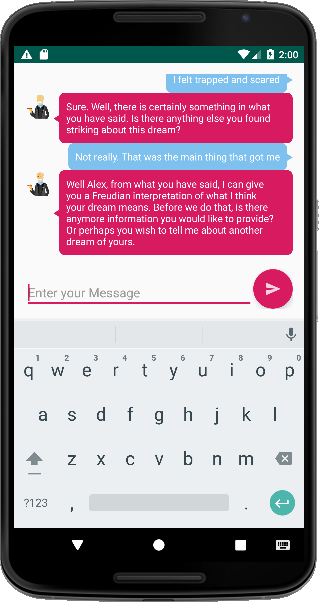 2:00
I felt trapped and scared
Sure. Well, there is certainly something in what
you have said. Is there anything else you found
striking about this dream?
Not really. That was the main thing that got me
Well Alex, from what you have said, I can give
you a Freudian interpretation of what I think
your dream means. Before we do that, is there
anymore information you would like to provide?
Or perhaps you wish to tell me about another
dream of yours.
Enter your Message
1 2 3 4 5 6 7 8 9 0
q w e r t y u i o p
a s d f g h j k l
z x c v b n m
?123 , .